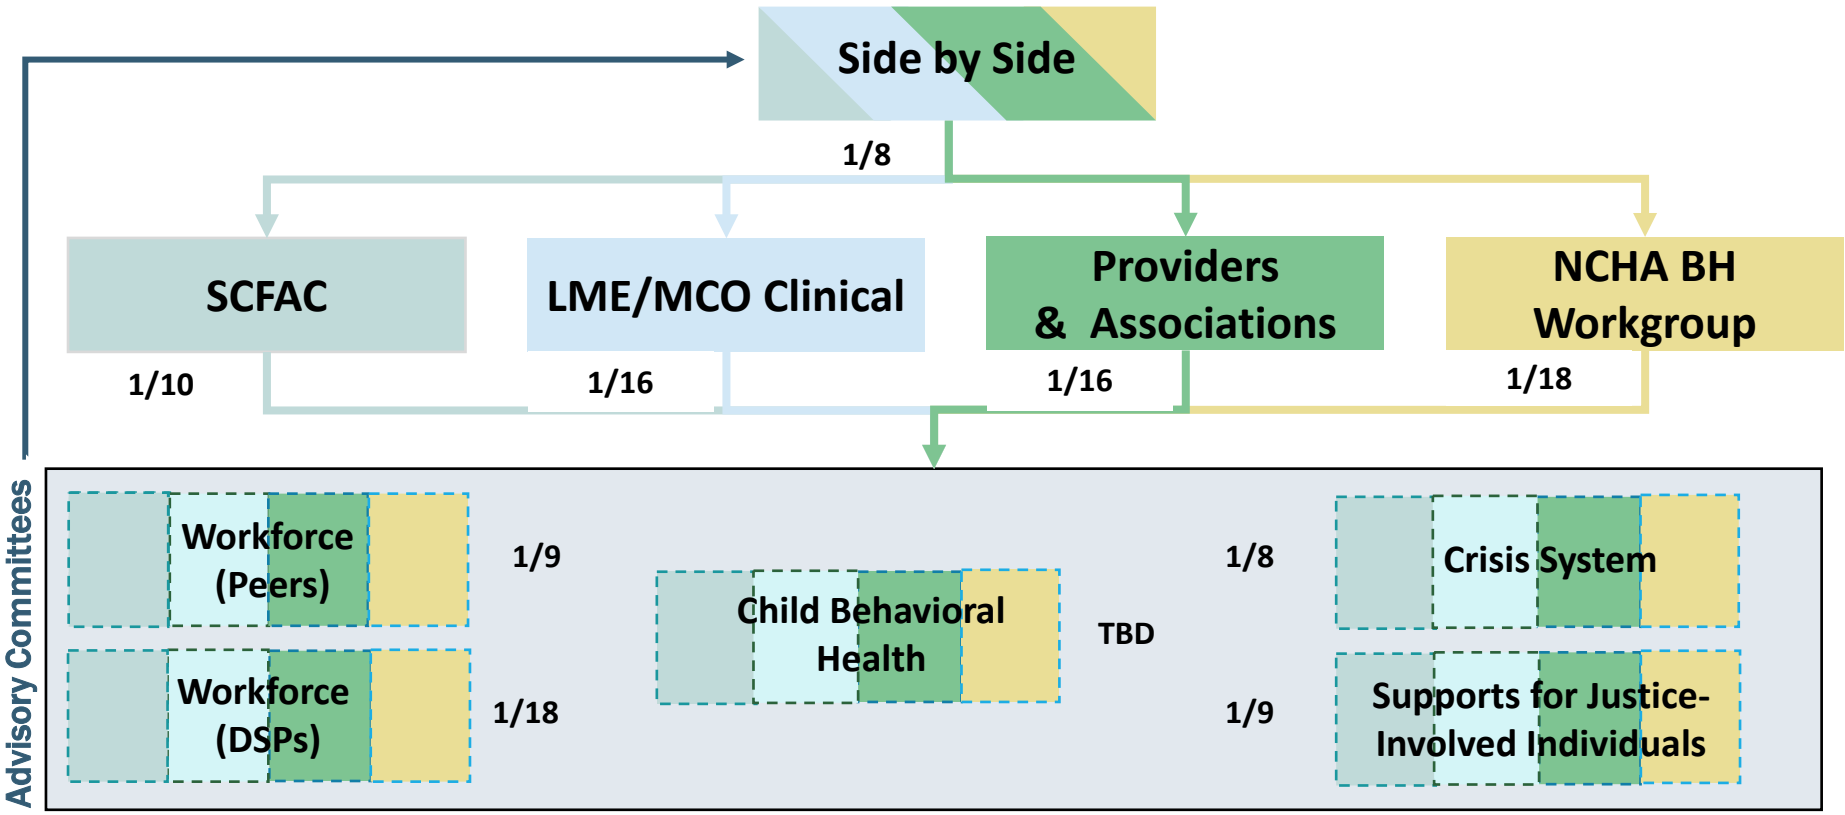 Side by Side
1/8
SCFAC
LME/MCO Clinical
Providers
& Associations
NCHA BH
Workgroup
1/10
1/16
1/16
1/18
Advisory Committees
Workforce
(Peers)
1/9
Workforce
(DSPs)
1/18
Child Behavioral
Health
TBD
1/8
Crisis System
1/9
Supports for Justice-
Involved Individuals